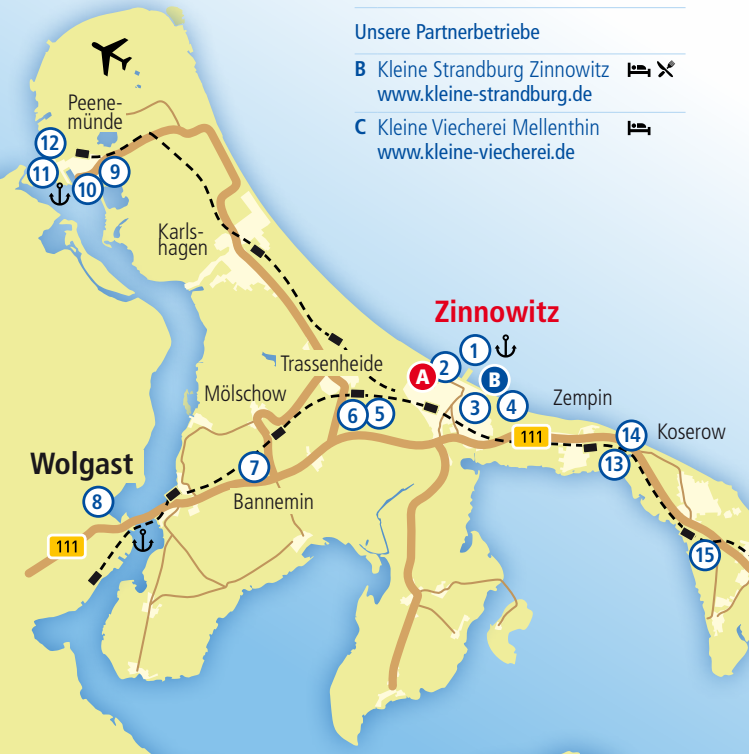 Unsere Partnerbetriebe
B Kleine Strandburg Zinnowitz
www.kleine-strandburg.de
C Kleine Viecherei Mellenthin
www.kleine-viecherei.de
Peene-
münde
12
11
10
9
Karls-
hagen
Zinnowitz
1
2
A
B
3
4
Trassenheide
Mölschow
6
5
Zempin
111
14
Koserow
13
Wolgast
7
8
Bannemin
111
15